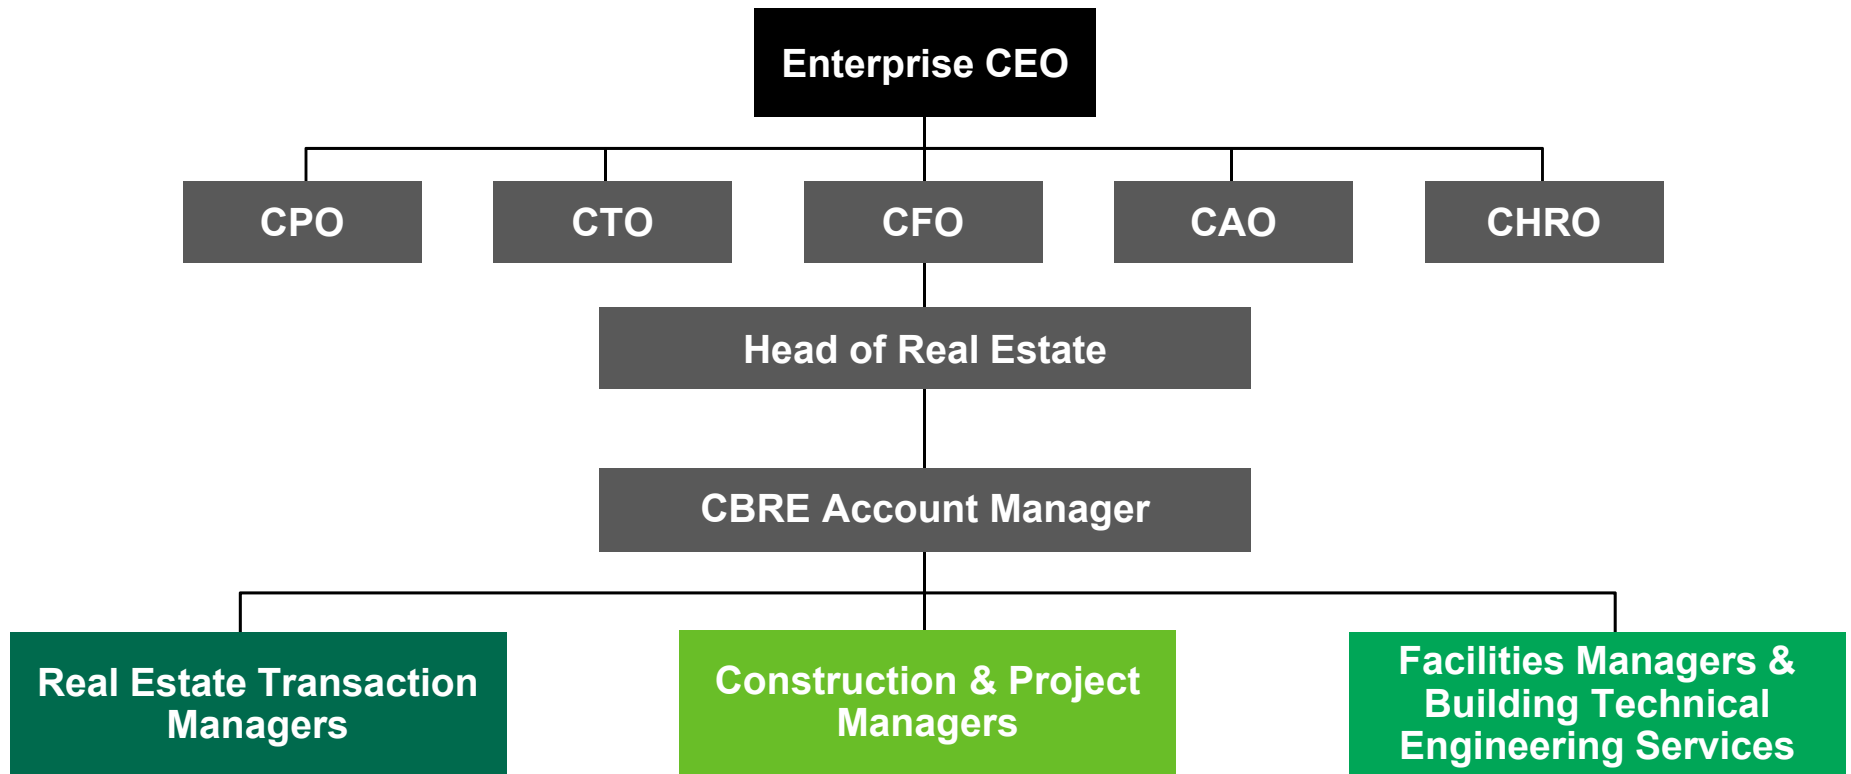 Enterprise CEO
CPO
CTO
CFO
CAO
CHRO
Head of Real Estate
CBRE Account Manager
Real Estate Transaction
Managers
Construction & Project
Managers
Facilities Managers &
Building Technical
Engineering Services